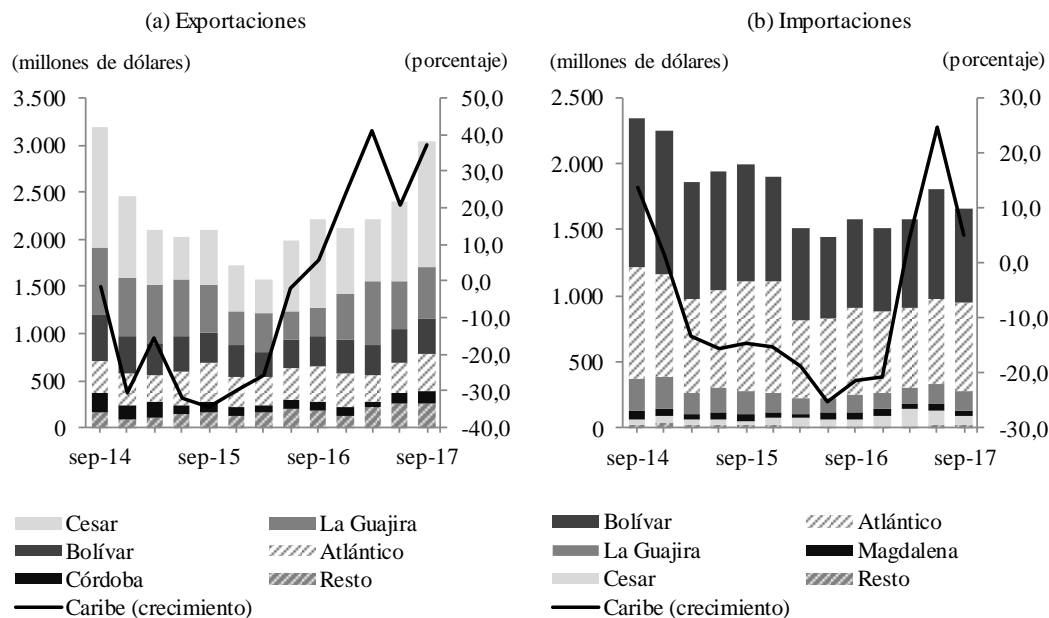 (a) Exportaciones
(millones de dólares) (porcentaje)
3.500 50,0
3.000 40,0
2.500 30,0
2.000 20,0
1.500 10,0
1.000 0,0
500 -10,0
0 -20,0
-30,0
-40,0
sep-14 sep-15 sep-16 sep-17
Cesar La Guajira
Bolívar Atlántico
Córdoba Resto
Caribe (crecimiento)
(b) Importaciones
(millones de dólares) (porcentaje)
2.500 30,0
2.000 20,0
1.500 10,0
1.000 0,0
500 -10,0
0 -20,0
-30,0
sep-14 sep-15 sep-16 sep-17
Bolívar Atlántico
La Guajira Magdalena
Cesar Resto
Caribe (crecimiento)